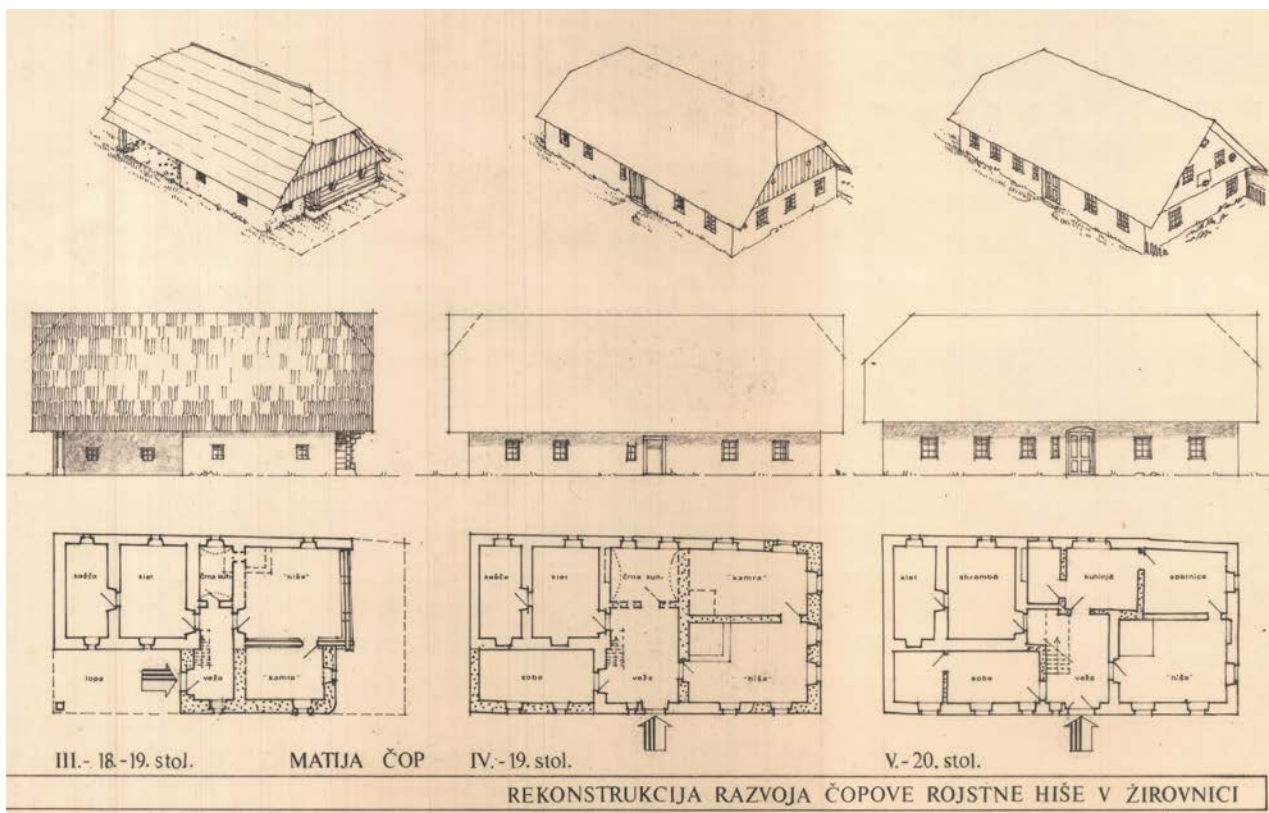 kašča
klet
črna kuh.
"hiša"
lopa
veža
"kamra"
kašča
klet
črna kuh.
"kamra"
soba
veža
"hiša"
klet
shramba
kuhinja
spalnica
soba
veža
"hiša"
III.- 18.-19. stol.
MATIJA ČOP
IV.-19. stol.
V.-20. stol.
REKONSTRUKCIJA RAZVOJA ČOPOVE ROJSTNE HIŠE V ŽIROVNICI